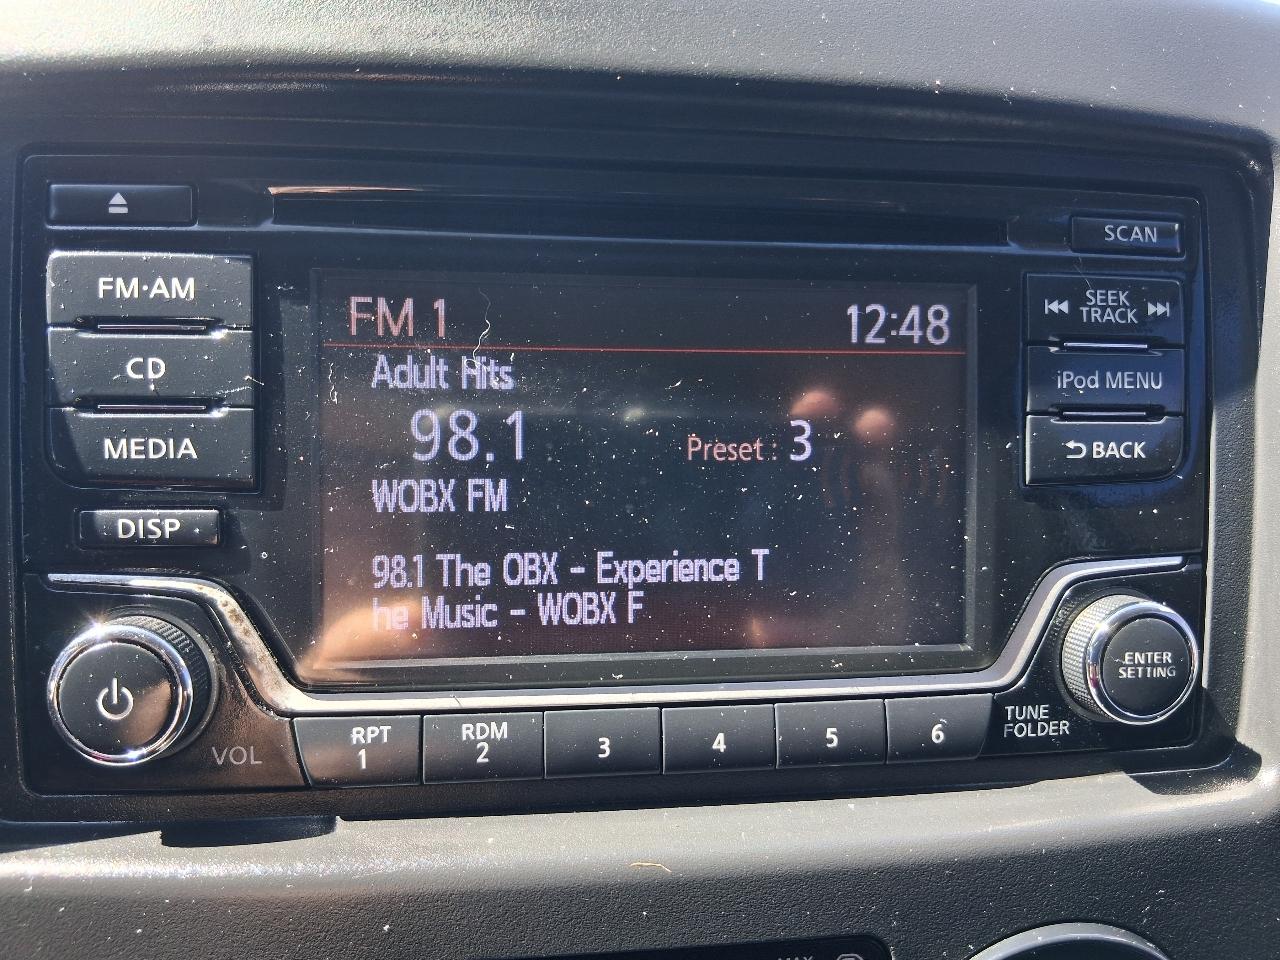 SCAN
FM·AM
SEEK
TRACK
FM 1 12:48
CD
Adult Hits
iPod MENU
98.1 Preset : 3
MEDIA
BACK
WOBX FM
DISP
98.1 The OBX - Experience T
he Music - WOBX F
ENTER
SETTING
VOL
TUNE
FOLDER
RPT
1
RDM
2
3
4
5
6
MAX